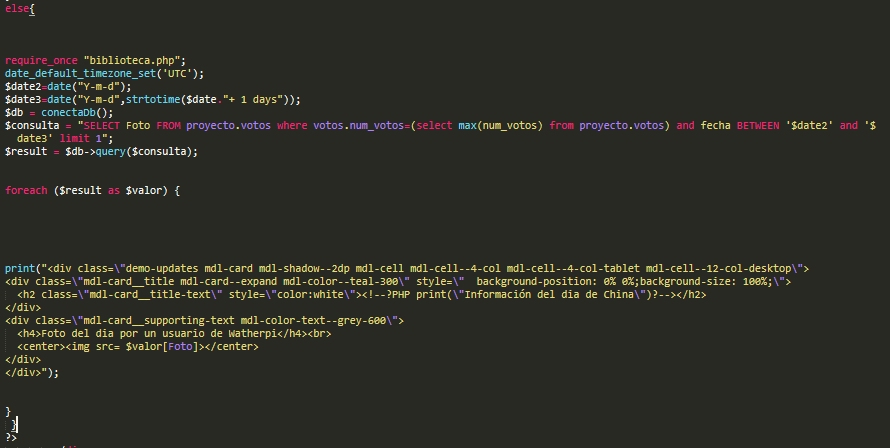 else{
require_once "biblioteca.php";
date_default_timezone_set('UTC');
$date2=date("Y-m-d");
$date3=date("Y-m-d",strtotime($date."+ 1 days"));
$db = conectaDb();
$consulta = "SELECT Foto FROM proyecto.votos where votos.num_votos=(select max(num_votos) from proyecto.votos) and fecha BETWEEN '$date2' and '$
date3' limit 1";
$result = $db->query($consulta);
foreach ($result as $valor) {
print("<div class=\"demo-updates mdl-card mdl-shadow--2dp mdl-cell mdl-cell--4-col mdl-cell--4-col-tablet mdl-cell--12-col-desktop\">
<div class=\"mdl-card__title mdl-card--expand mdl-color--teal-300\" style=\"  background-position: 0% 0%;background-size: 100%;\">
<h2 class=\"mdl-card__title-text\" style=\"color:white\"><!--?PHP print(\"Información del dia de China\")?--></h2>
</div>
<div class=\"mdl-card__supporting-text mdl-color-text--grey-600\">
<h4>Foto del dia por un usuario de Watherpi</h4><br>
<center><img src= $valor[Foto]></center>
</div>
</div>");
}
}
?>